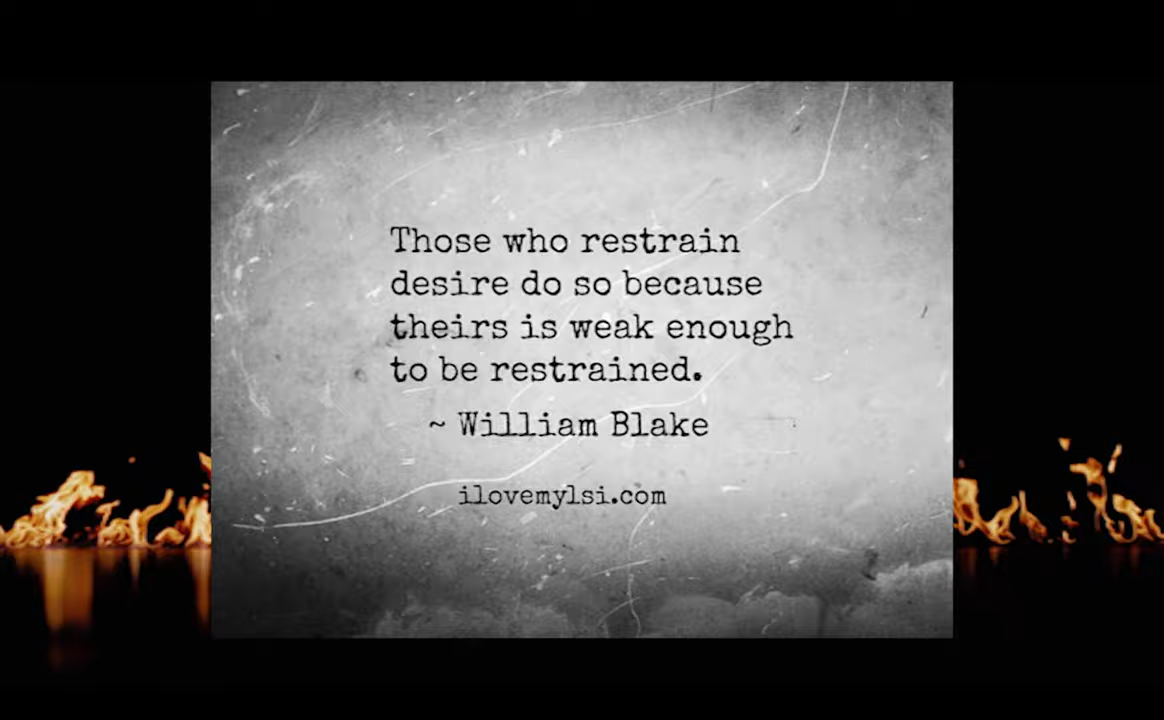 Those who restrain
desire do so because
theirs is weak enough
to be restrained.
~ William Blake
ilovemylsi.com